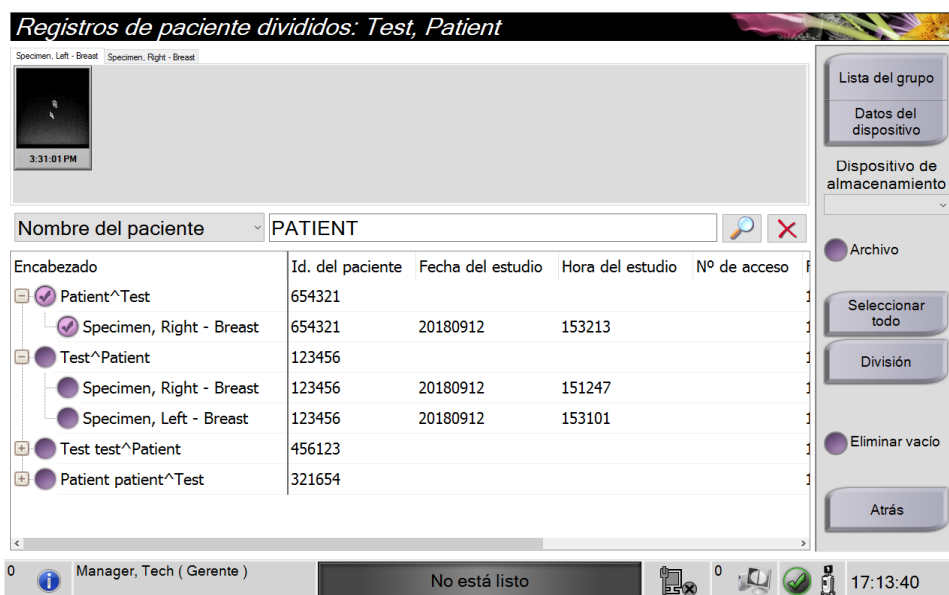 Registros de paciente divididos: Test, Patient
Specimen, Left - Breast Specimen, Right - Breast
3:31:01 PM
Lista del grupo
Datos del
dispositivo
Dispositivo de
almacenamiento
Nombre del paciente PATIENT
Archivo
Encabezado Id. del paciente Fecha del estudio Hora del estudio Nº de acceso
Patient^Test 654321
Specimen, Right - Breast 654321 20180912 153213
Test^Patient 123456
Specimen, Right - Breast 123456 20180912 151247
Specimen, Left - Breast 123456 20180912 153101
Test test^Patient 456123
Patient patient^Test 321654
Seleccionar
todo
División
Eliminar vacío
Atrás
0 Manager, Tech ( Gerente ) No está listo 0 17:13:40